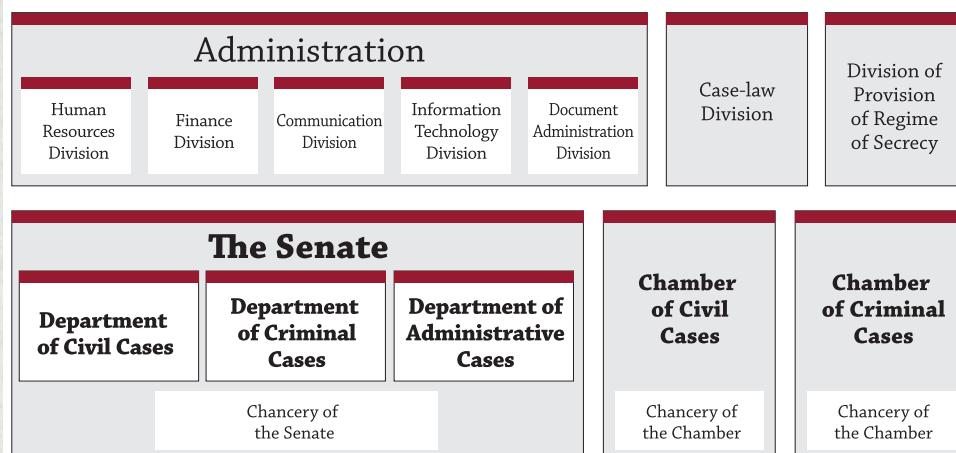 Administration
Human
Resources
Division
Finance
Division
Communication
Division
Information
Technology
Division
Document
Administration
Division
Case-law
Division
Division of
Provision
of Regime
of Secrecy
The Senate
Department
of Civil Cases
Department
of Criminal
Cases
Department of
Administrative
Cases
Chancery of
the Senate
Chamber
of Civil
Cases
Chancery of
the Chamber
Chamber
of Criminal
Cases
Chancery of
the Chamber